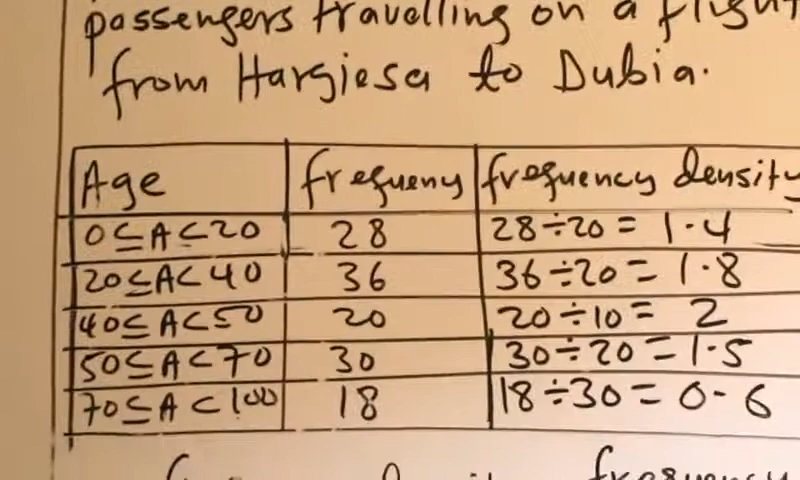 passengers travelling on a flight
from Hargiesa to Dubia.
Age frequeny frequency density
0≤A<20 28 28÷20 = 1.4
20≤A<40 36 36÷20 = 1.8
40≤A<50 20 20÷10 = 2
50≤A<70 30 30÷20 = 1.5
70≤A<100 18 18÷30 = 0.6